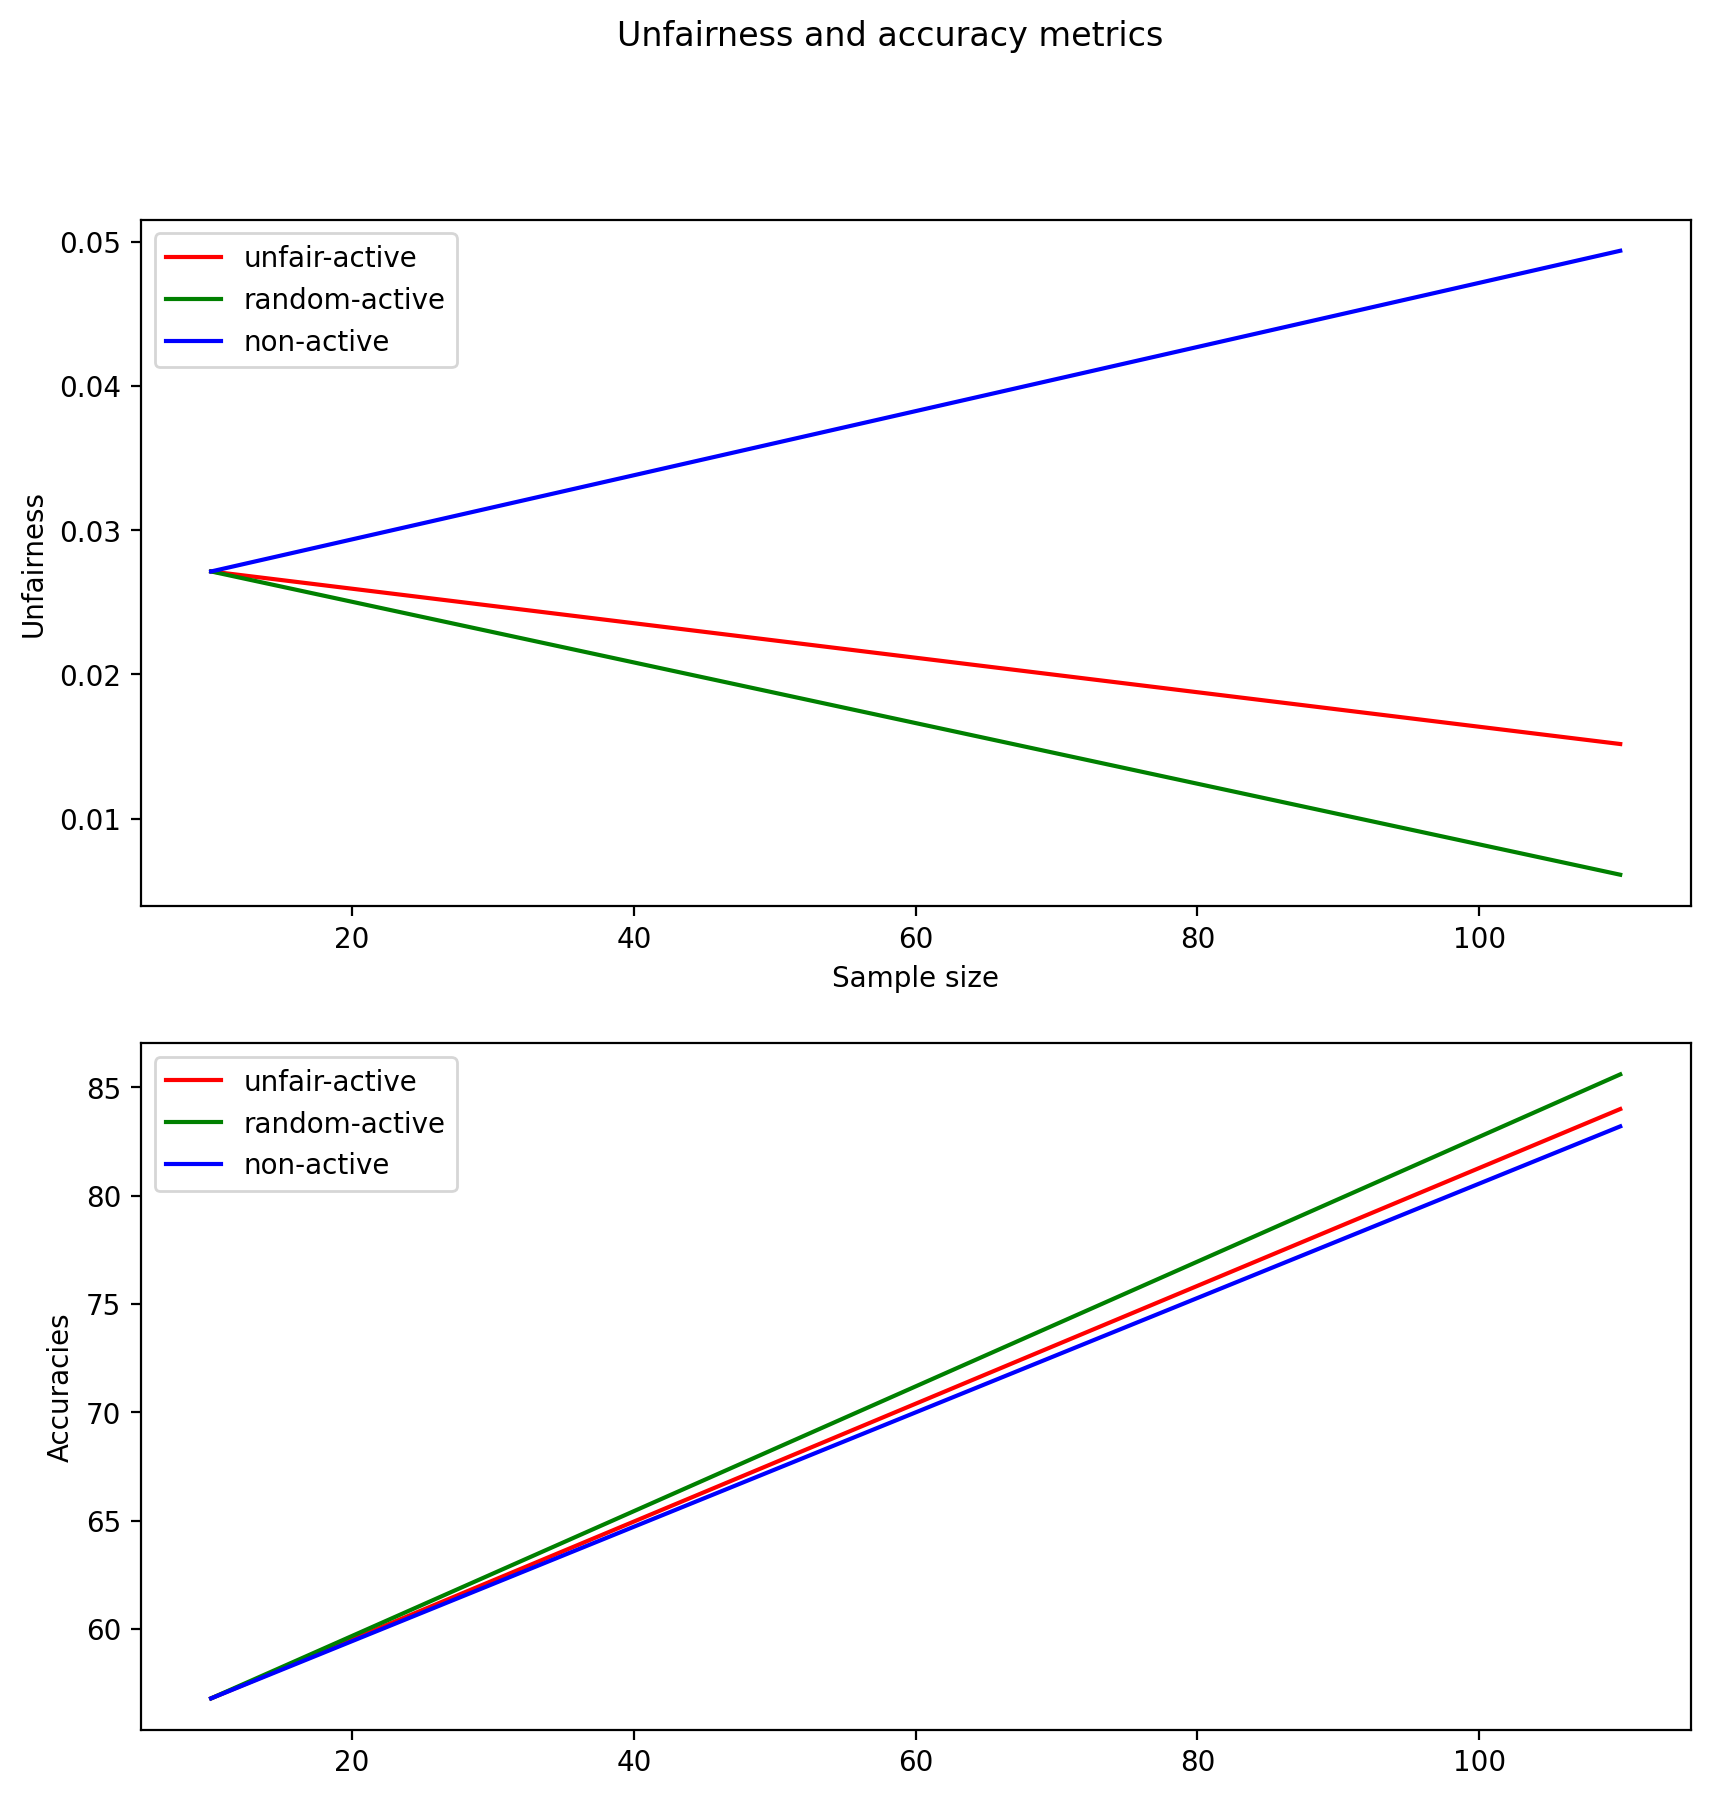 Unfairness and accuracy metrics
unfair-active
random-active
non-active
0.05
0.04
0.03
0.02
0.01
Unfairness
20 40 60 80 100
Sample size
unfair-active
random-active
non-active
85
80
75
70
65
60
Accuracies
20 40 60 80 100